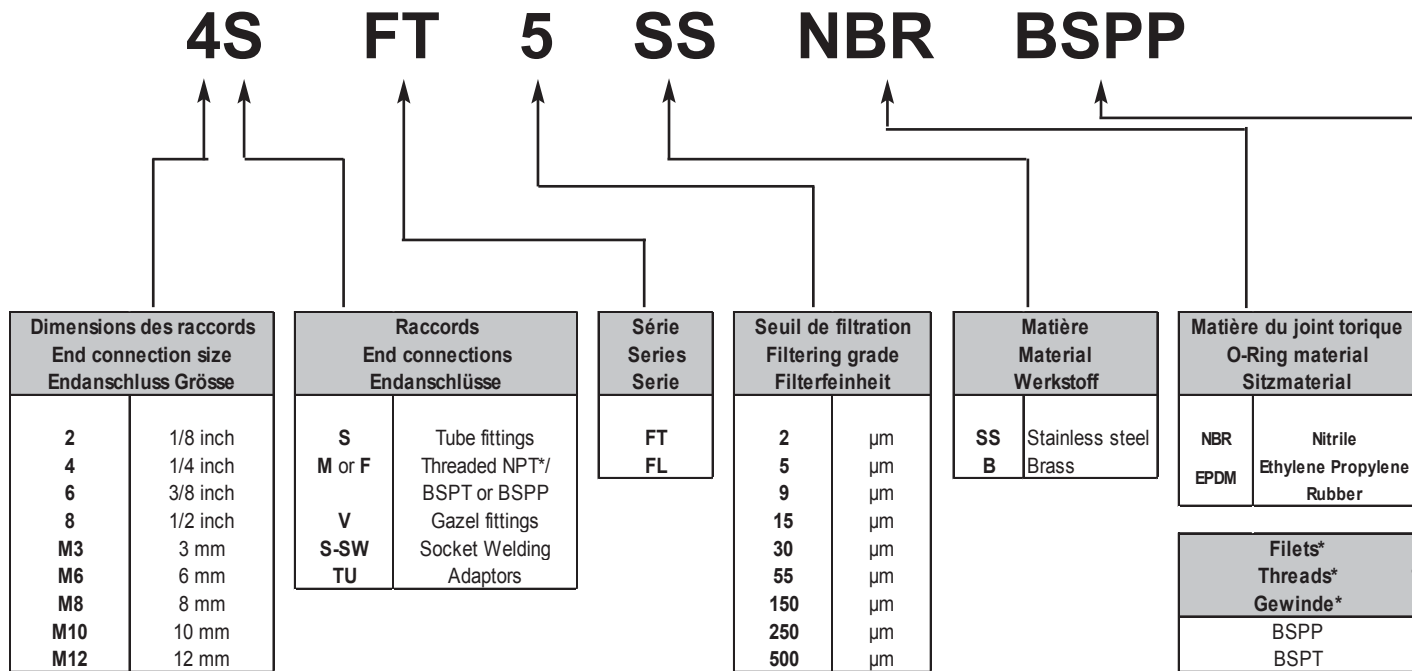 4S FT 5 SS NBR BSPP
Dimensions des raccords
End connection size
Endanschluss Grösse
2 1/8 inch
4 1/4 inch
6 3/8 inch
8 1/2 inch
M3 3 mm
M6 6 mm
M8 8 mm
M10 10 mm
M12 12 mm
Raccords
End connections
Endanschlüsse
S Tube fittings
M or F Threaded NPT*/
BSPT or BSPP
V Gazel fittings
S-SW Socket Welding
TU Adaptors
Série
Series
Serie
FT
FL
Seuil de filtration
Filtering grade
Filterfeinheit
2 µm
5 µm
9 µm
15 µm
30 µm
55 µm
150 µm
250 µm
500 µm
Matière
Material
Werkstoff
SS Stainless steel
B Brass
Matière du joint torique
O-Ring material
Sitzmaterial
NBR Nitrile
EPDM Ethylene Propylene
Rubber
Filets*
Threads*
Gewinde*
BSPP
BSPT